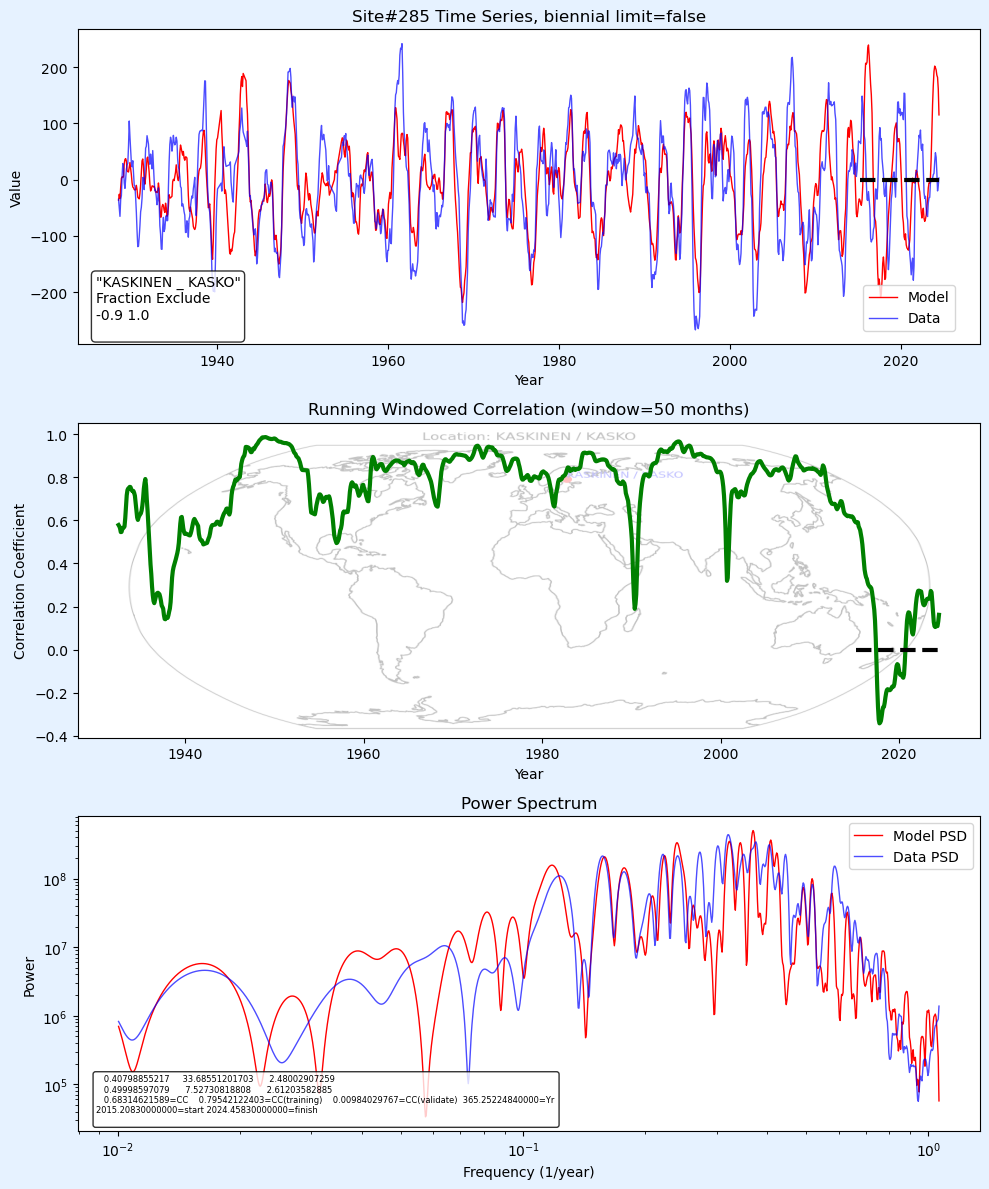 Site#285 Time Series, biennial limit=false
Value
200
100
0
−100
−200
"KASKINEN _ KASKO"
Fraction Exclude
-0.9 1.0
Model
Data
1940
1960
1980
2000
2020
Year
Running Windowed Correlation (window=50 months)
Location: KASKINEN / KASKO
KASKINEN / KASKO
Correlation Coefficient
1.0
0.8
0.6
0.4
0.2
0.0
−0.2
−0.4
1940
1960
1980
2000
2020
Year
Power Spectrum
Model PSD
Data PSD
Power
10^8
10^7
10^6
10^5
0.40798855217 33.68551201703 2.48002907259
0.49998597079 7.52730818808 2.61203582885
0.68314621589=CC 0.79542122403=CC(training) 0.00984029767=CC(validate) 365.25224840000=Yr
2015.20830000000=start 2024.45830000000=finish
10^−2
10^−1
10^0
Frequency (1/year)